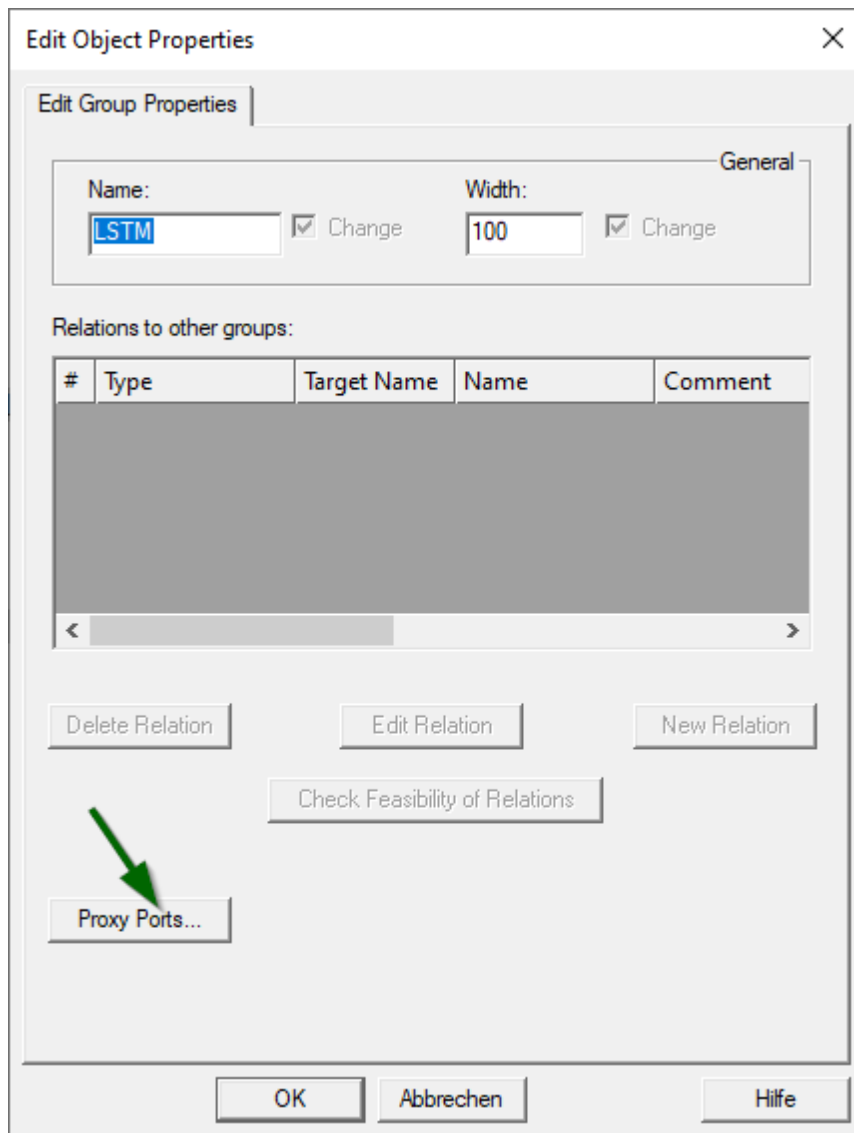 Edit Object Properties
Edit Group Properties
General
Name: Width:
LSTM Change 100 Change
Relations to other groups:
# Type Target Name Name Comment
Delete Relation Edit Relation New Relation
Check Feasibility of Relations
Proxy Ports...
OK Abbrechen Hilfe